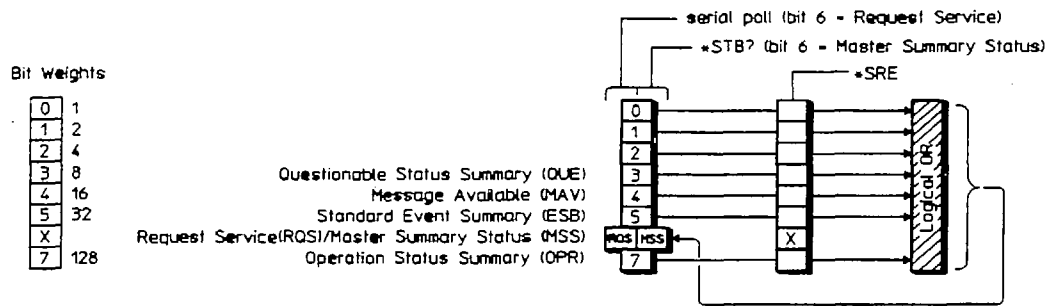 serial poll (bit 6 - Request Service)
*STB? (bit 6 - Master Summary Status)
*SRE
Bit Weights
0 1
1 2
2 4
3 8
4 16
5 32
X
7 128
Questionable Status Summary (QUE)
Message Available (MAV)
Standard Event Summary (ESB)
Request Service(RQS)/Master Summary Status (MSS)
Operation Status Summary (OPR)
0
1
2
3
4
5
RQS MSS
7
X
Logical OR